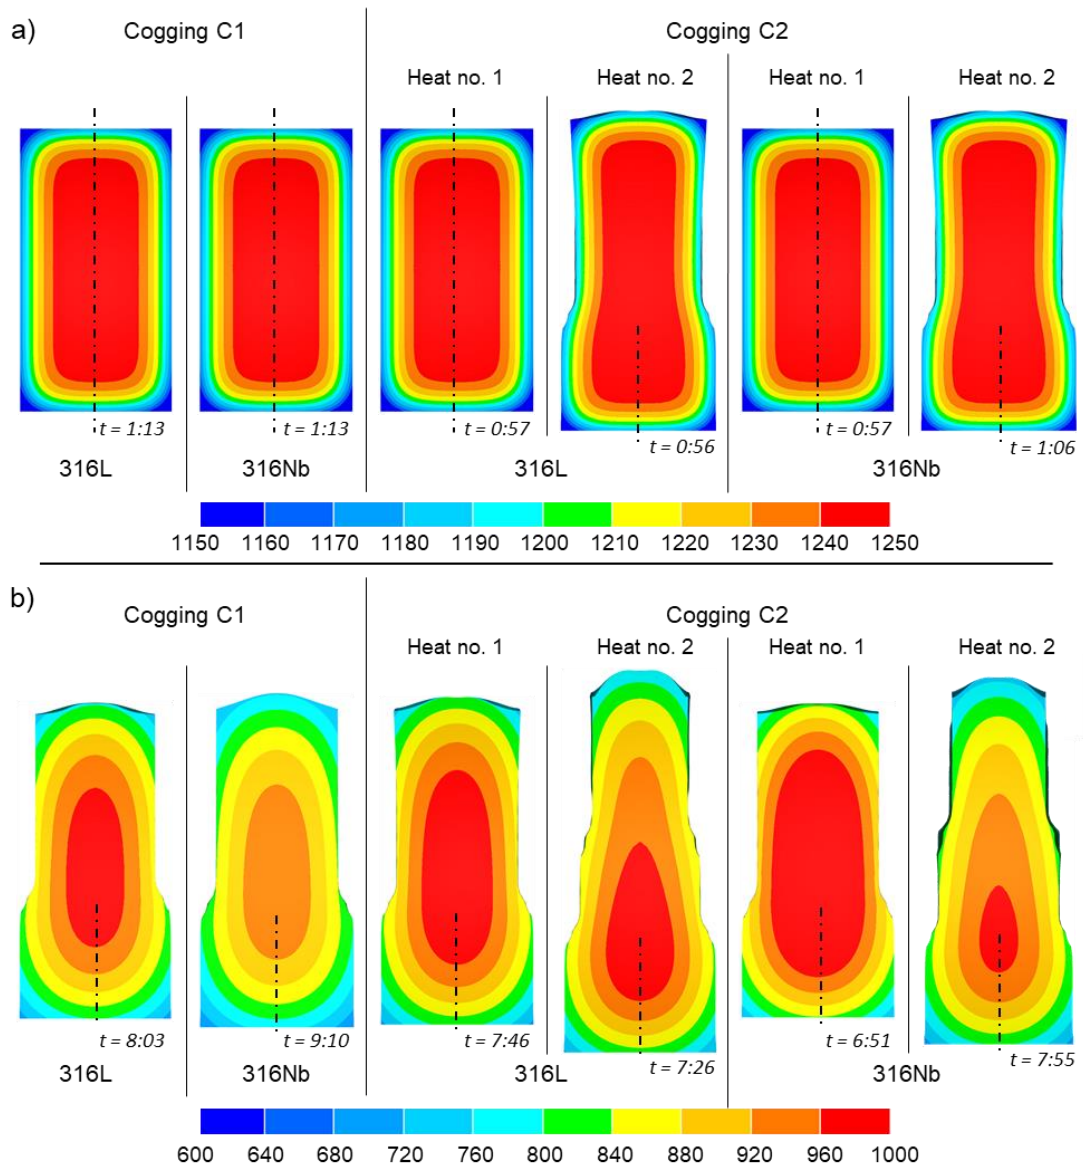 a)
Cogging C1
Cogging C2
Heat no. 1
Heat no. 2
Heat no. 1
Heat no. 2
t = 1:13
t = 1:13
t = 0:57
t = 0:56
t = 0:57
t = 1:06
316L
316Nb
316L
316Nb
1150 1160 1170 1180 1190 1200 1210 1220 1230 1240 1250
b)
Cogging C1
Cogging C2
Heat no. 1
Heat no. 2
Heat no. 1
Heat no. 2
t = 8:03
t = 9:10
t = 7:46
t = 7:26
t = 6:51
t = 7:55
316L
316Nb
316L
316Nb
600 640 680 720 760 800 840 880 920 960 1000